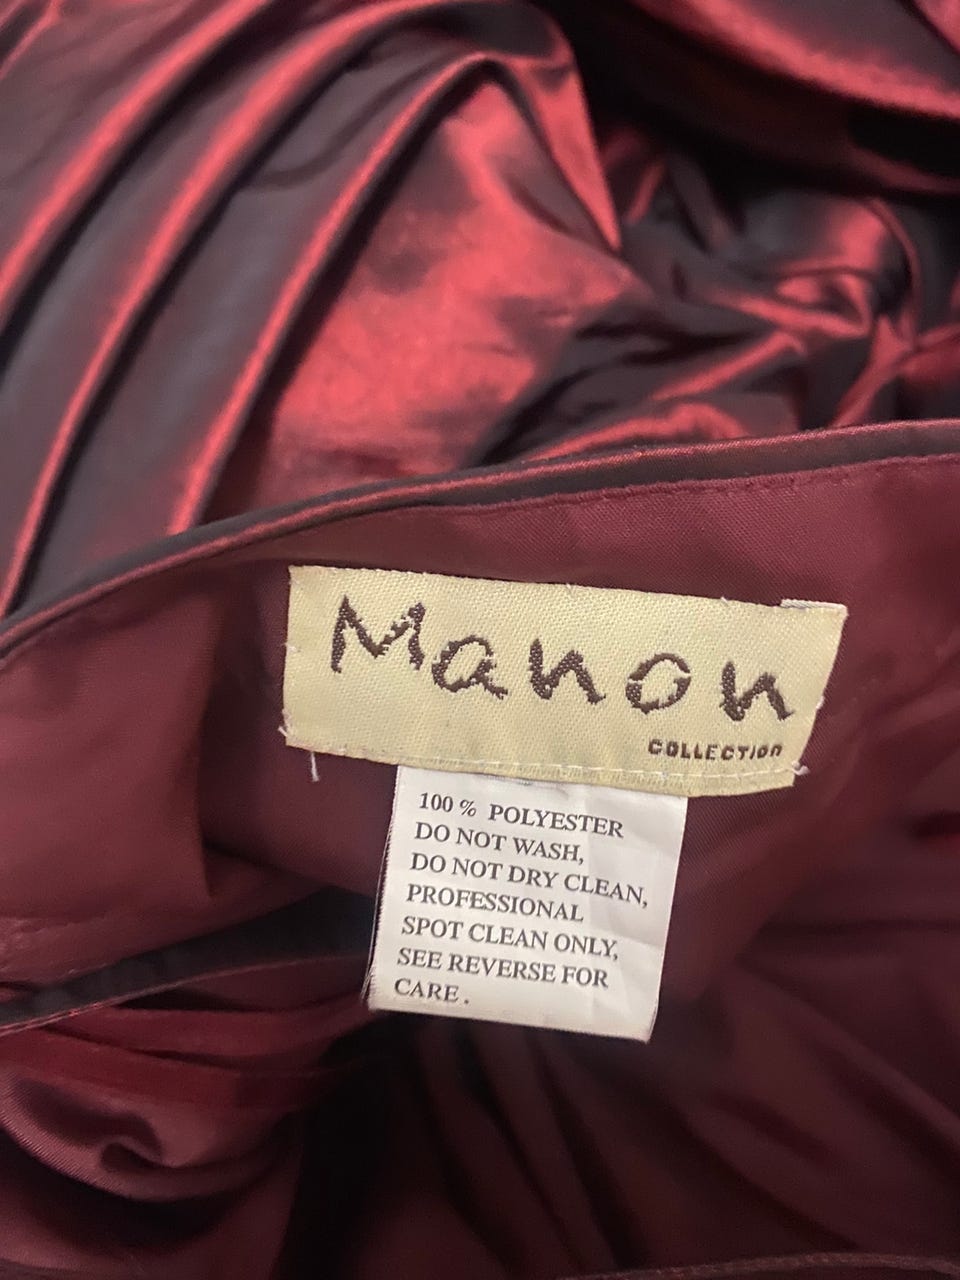 Manon
COLLECTION
100 % POLYESTER
DO NOT WASH,
DO NOT DRY CLEAN,
PROFESSIONAL
SPOT CLEAN ONLY,
SEE REVERSE FOR
CARE .